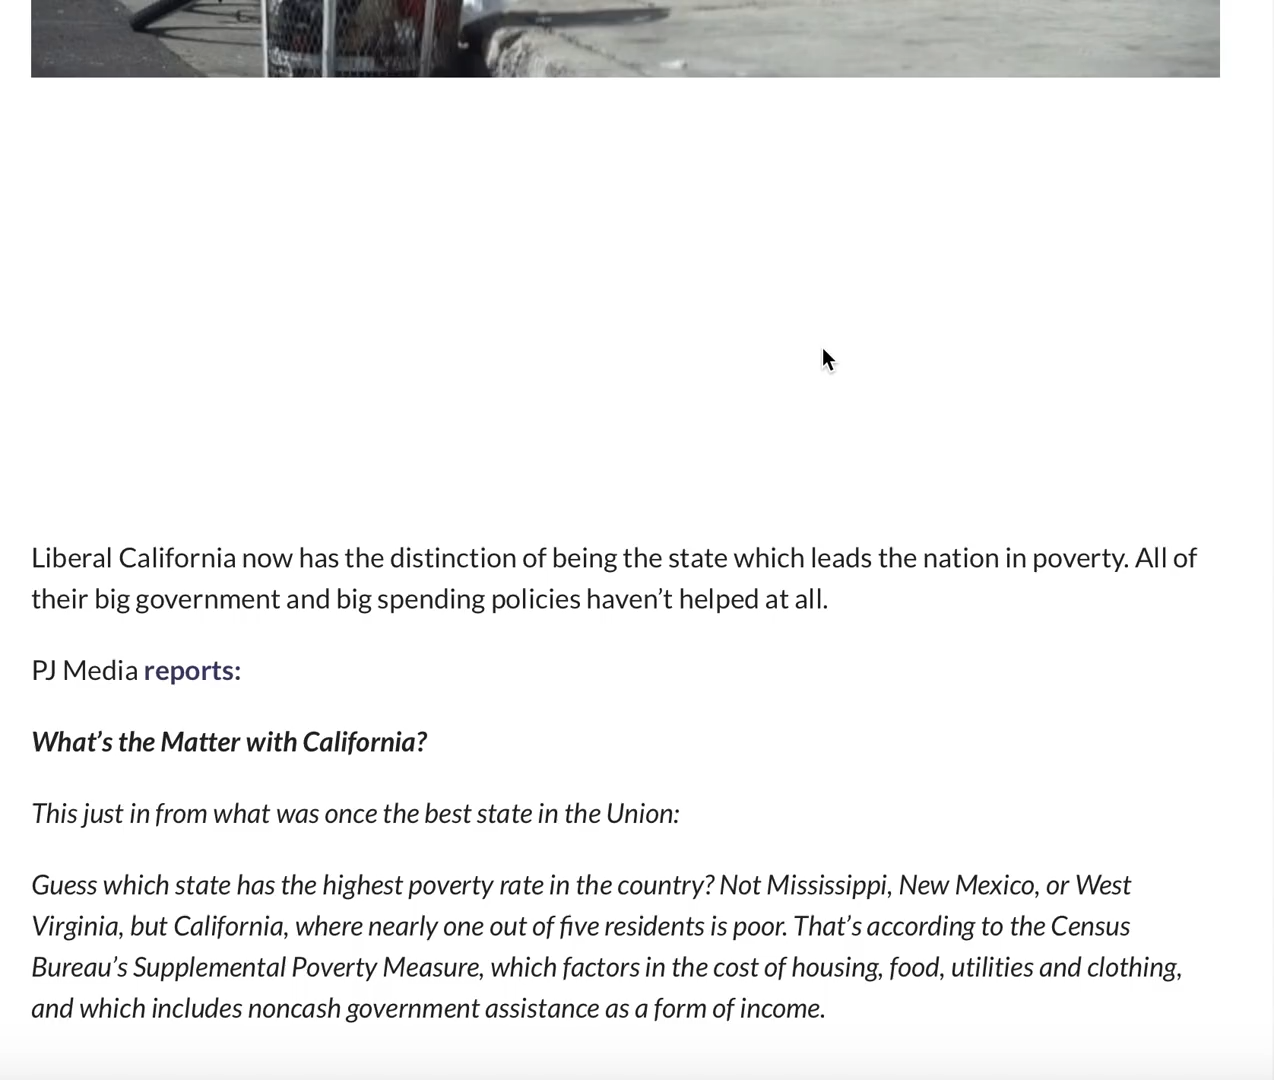 Liberal California now has the distinction of being the state which leads the nation in poverty. All of
their big government and big spending policies haven’t helped at all.
PJ Media reports:
What’s the Matter with California?
This just in from what was once the best state in the Union:
Guess which state has the highest poverty rate in the country? Not Mississippi, New Mexico, or West
Virginia, but California, where nearly one out of five residents is poor. That’s according to the Census
Bureau’s Supplemental Poverty Measure, which factors in the cost of housing, food, utilities and clothing,
and which includes noncash government assistance as a form of income.